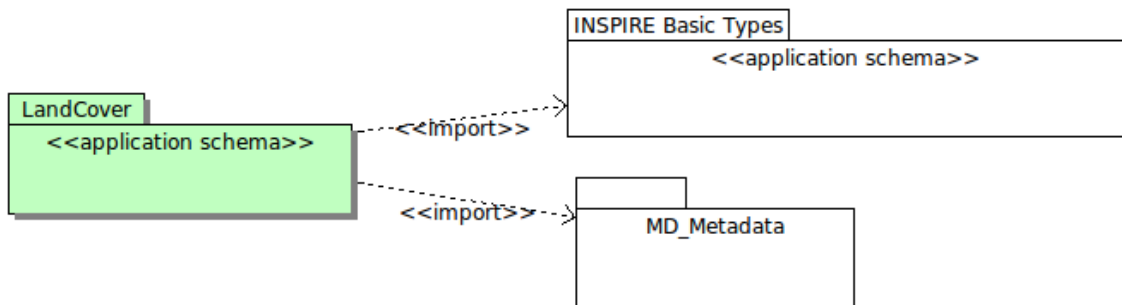 INSPIRE Basic Types
<<application schema>>
LandCover
<<application schema>>
<<import>>
<<import>>
MD_Metadata